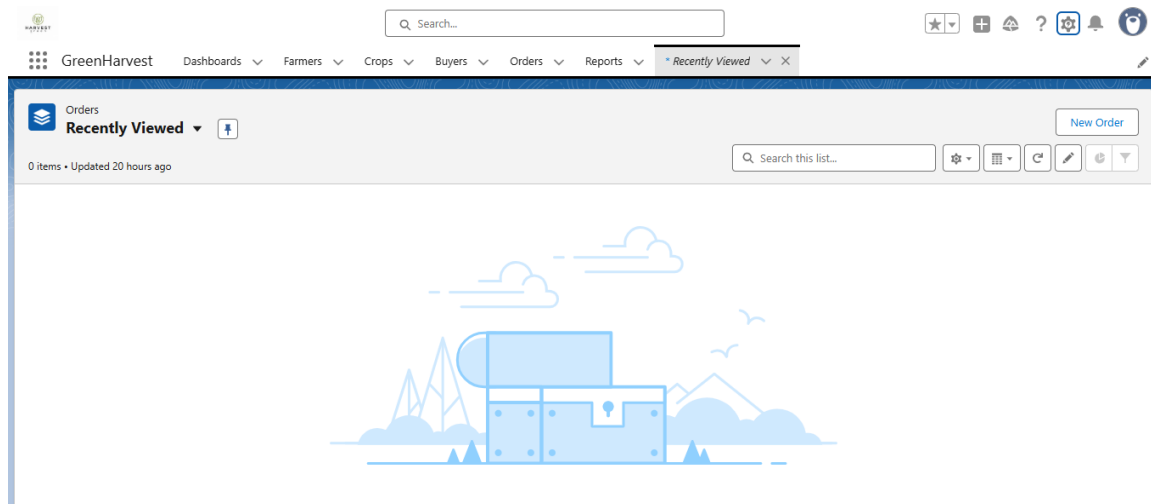 HARVEST
Search...
GreenHarvest Dashboards Farmers Crops Buyers Orders Reports * Recently Viewed
Orders
Recently Viewed
New Order
0 items • Updated 20 hours ago
Search this list...